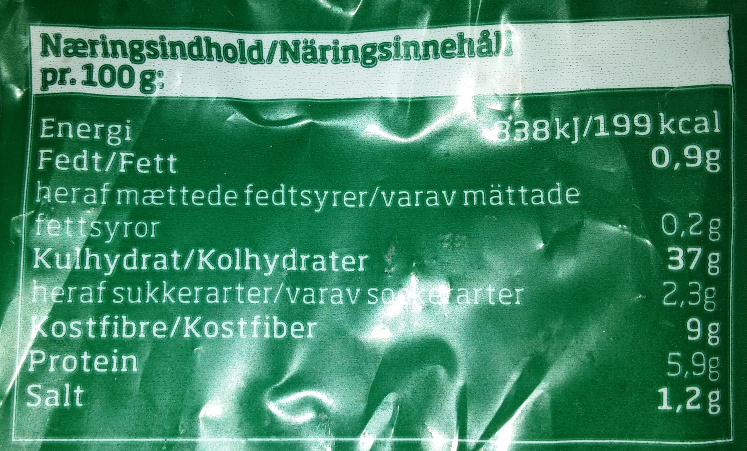 Næringsindhold/Näringsinnehåll
pr. 100 g:
Energi 838 kJ/199 kcal
Fedt/Fett 0,9g
heraf mættede fedtsyrer/varav mättade
fettsyror 0,2g
Kulhydrat/Kolhydrater 37g
heraf sukkerarter/varav sockerarter 2,3g
Kostfibre/Kostfiber 9g
Protein 5,9g
Salt 1,2g